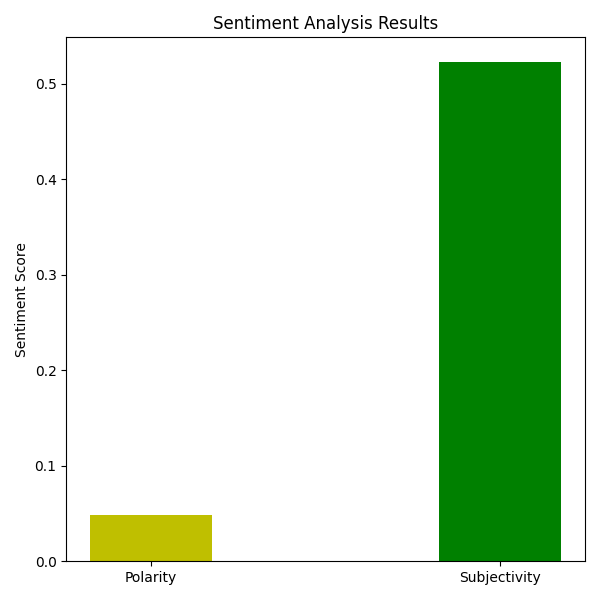 Sentiment Analysis Results
Sentiment Score
0.5
0.4
0.3
0.2
0.1
0.0
Polarity
Subjectivity